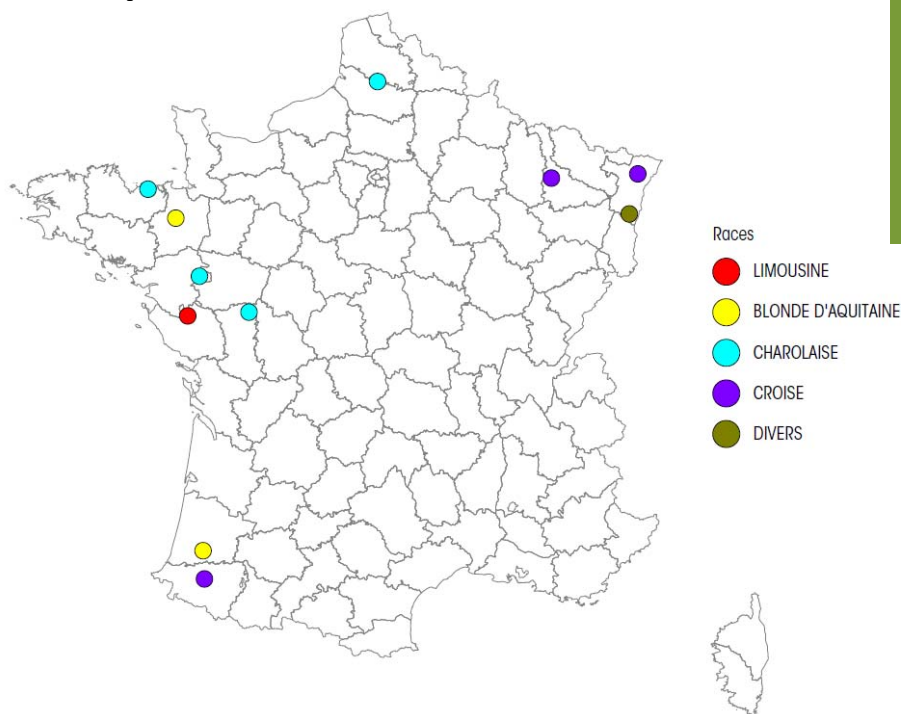 Races
LIMOUSINE
BLONDE D'AQUITAINE
CHAROLAISE
CROISE
DIVERS